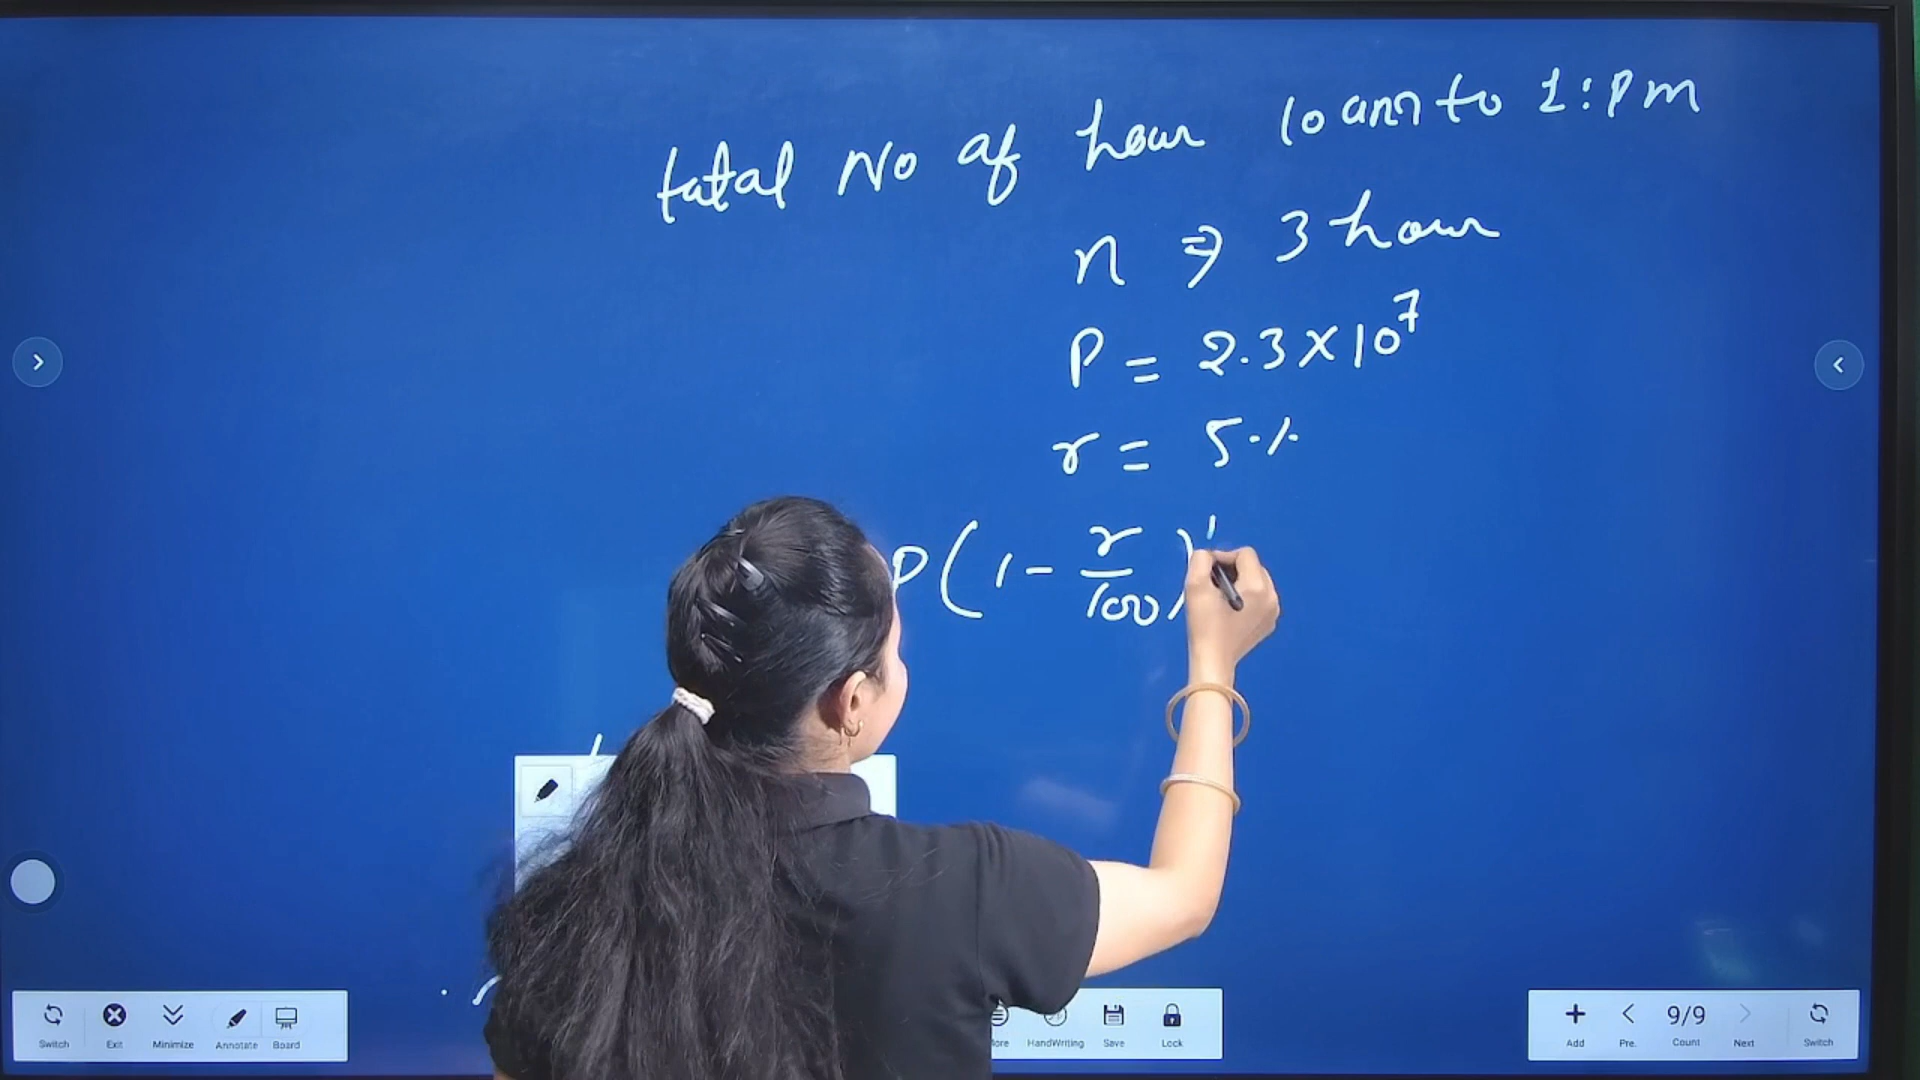 total No of hour 10 am to 1:pm
n ⇒ 3 hour
P = 2.3 × 10⁷
r = 5%
P(1 - r/100)
Switch Exit Minimize Annotate Board
HandWriting Save Lock
9/9
Add Pre. Count Next Switch